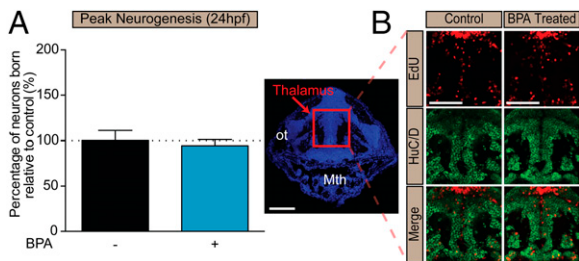 A
Peak Neurogenesis (24hpf)
Percentage of neurons born
relative to control (%)
200
150
100
50
0
BPA
-
+
Thalamus
ot
Mth
B
Control
BPA Treated
EdU
HuC/D
Merge